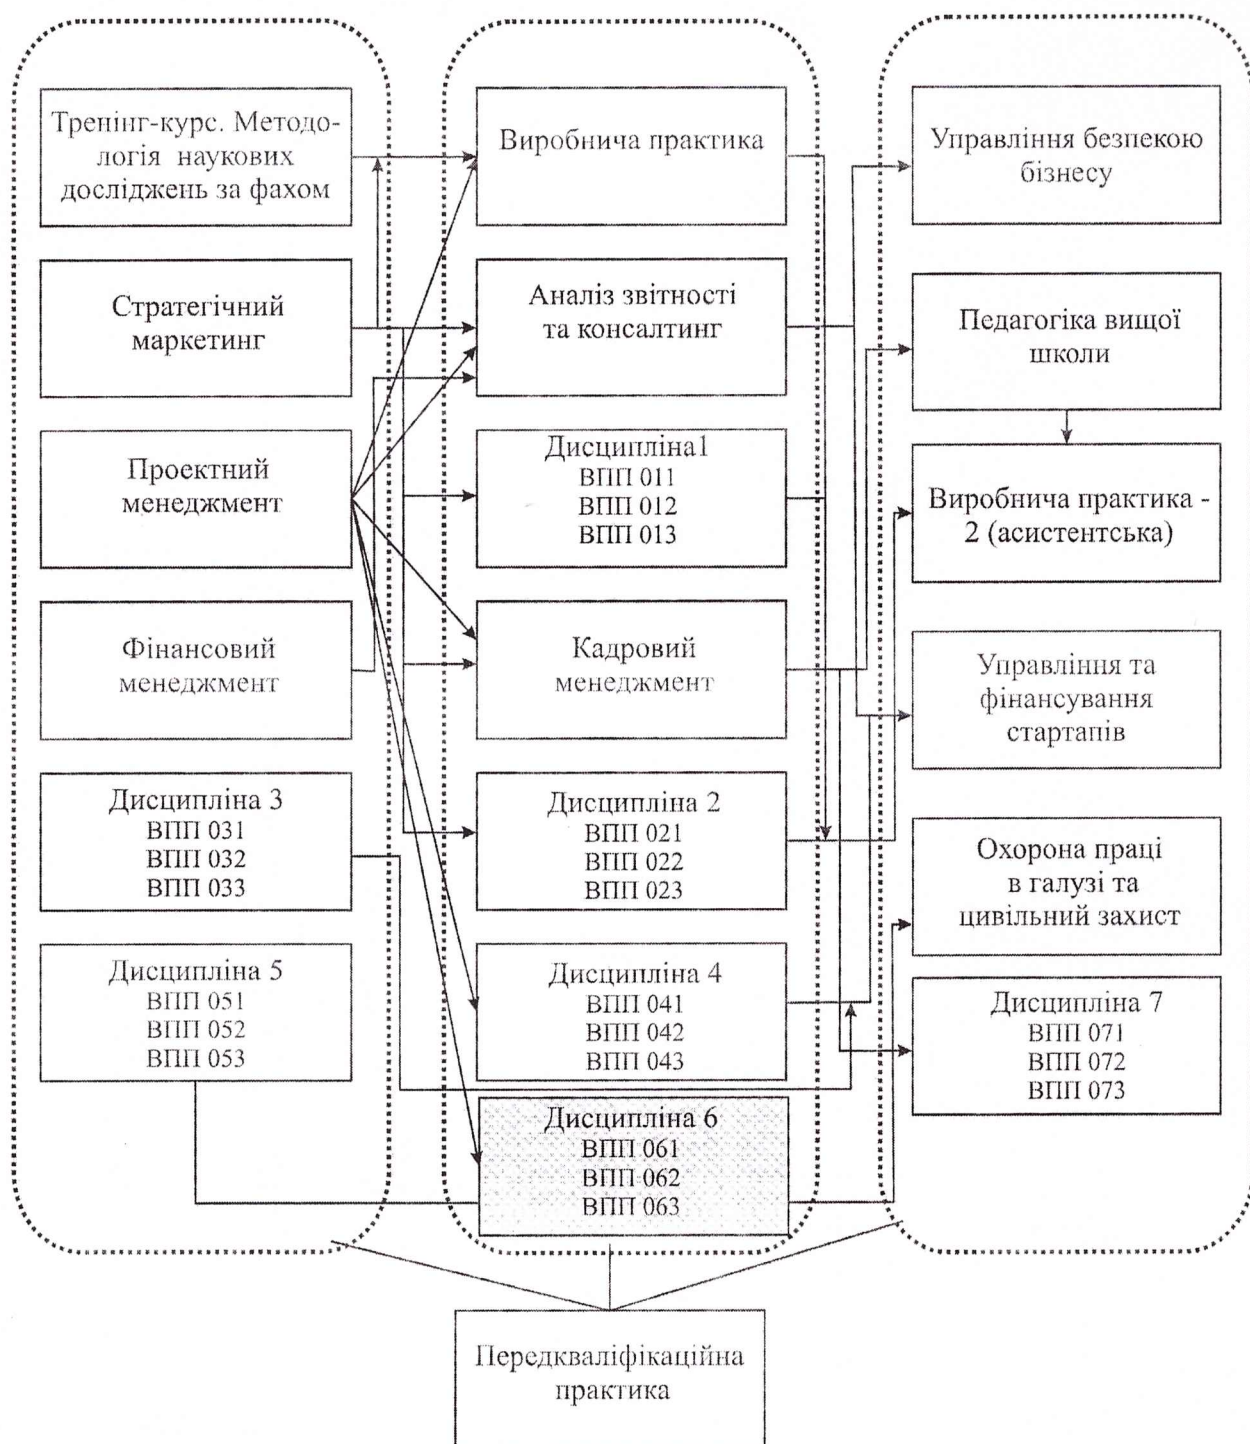 Тренінг-курс. Методо-
логія наукових
досліджень за фахом
Стратегічний
маркетинг
Проектний
менеджмент
Фінансовий
менеджмент
Дисципліна 3
ВПП 031
ВПП 032
ВПП 033
Дисципліна 5
ВПП 051
ВПП 052
ВПП 053
Виробнича практика
Аналіз звітності
та консалтинг
Дисципліна1
ВПП 011
ВПП 012
ВПП 013
Кадровий
менеджмент
Дисципліна 2
ВПП 021
ВПП 022
ВПП 023
Дисципліна 4
ВПП 041
ВПП 042
ВПП 043
Дисципліна 6
ВПП 061
ВПП 062
ВПП 063
Управління безпекою
бізнесу
Педагогіка вищої
школи
Виробнича практика -
2 (асистентська)
Управління та
фінансування
стартапів
Охорона праці
в галузі та
цивільний захист
Дисципліна 7
ВПП 071
ВПП 072
ВПП 073
Передкваліфікаційна
практика